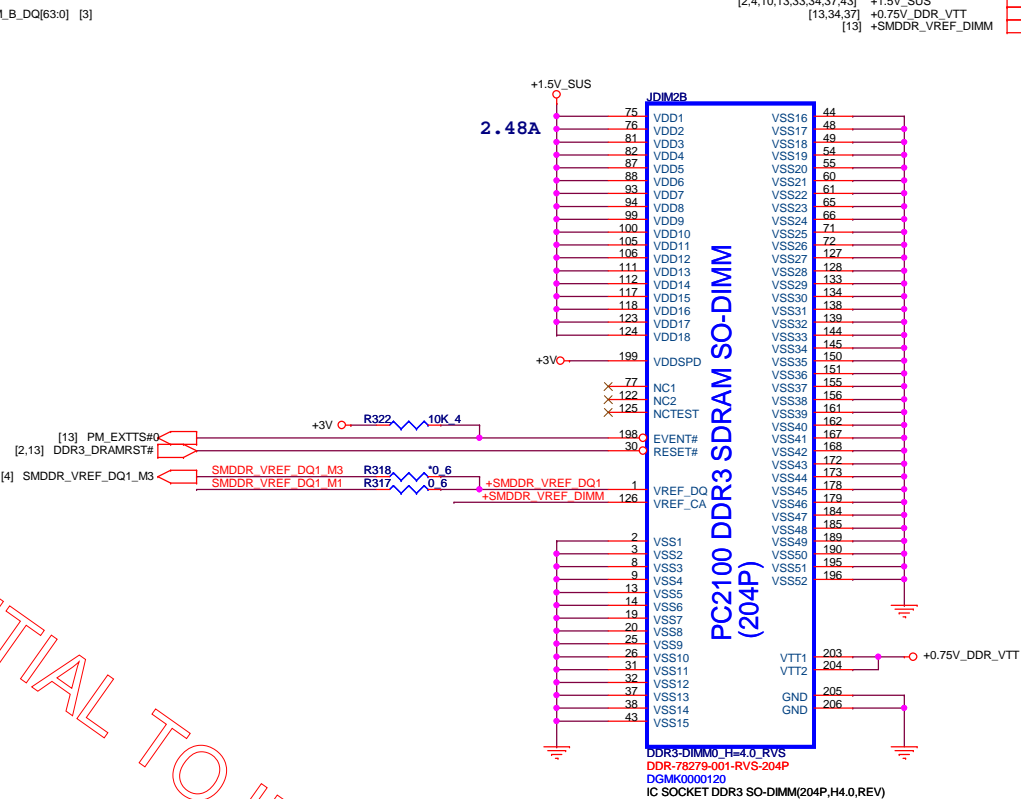 M_B_DQ[63:0] [3]
[2,4,10,13,33,34,37,43] +1.5V_SUS
[13,34,37] +0.75V_DDR_VTT
[13] +SMDDR_VREF_DIMM
+1.5V_SUS
JDIM2B
2.48A
75 VDD1 VSS16 44
76 VDD2 VSS17 48
81 VDD3 VSS18 49
82 VDD4 VSS19 54
87 VDD5 VSS20 55
88 VDD6 VSS21 60
93 VDD7 VSS22 61
94 VDD8 VSS23 65
99 VDD9 VSS24 66
100 VDD10 VSS25 71
105 VDD11 VSS26 72
106 VDD12 VSS27 127
111 VDD13 VSS28 128
112 VDD14 VSS29 133
117 VDD15 VSS30 134
118 VDD16 VSS31 138
123 VDD17 VSS32 139
124 VDD18 VSS33 144
VSS34 145
+3V 199 VDDSPD VSS35 150
VSS36 151
77 NC1 VSS37 155
122 NC2 VSS38 156
125 NCTEST VSS39 161
VSS40 162
+3V R322 10K_4
[13] PM_EXTTS#0 198 EVENT# VSS41 167
[2,13] DDR3_DRAMRST# 30 RESET# VSS42 168
VSS43 172
[4] SMDDR_VREF_DQ1_M3 SMDDR_VREF_DQ1_M3 R318 *0_6 VSS44 173
SMDDR_VREF_DQ1_M1 R317 0_6 +SMDDR_VREF_DQ1 1 VREF_DQ VSS45 178
+SMDDR_VREF_DIMM 126 VREF_CA VSS46 179
VSS47 184
VSS48 185
2 VSS1 VSS49 189
3 VSS2 VSS50 190
8 VSS3 VSS51 195
9 VSS4 VSS52 196
13 VSS5
14 VSS6
19 VSS7
20 VSS8
25 VSS9
26 VSS10 VTT1 203 +0.75V_DDR_VTT
31 VSS11 VTT2 204
32 VSS12
37 VSS13 GND 205
38 VSS14 GND 206
43 VSS15
PC2100 DDR3 SDRAM SO-DIMM
(204P)
DDR3-DIMM0_H=4.0_RVS
DDR-78279-001-RVS-204P
DGMK0000120
IC SOCKET DDR3 SO-DIMM(204P,H4.0,REV)
TIAL TO